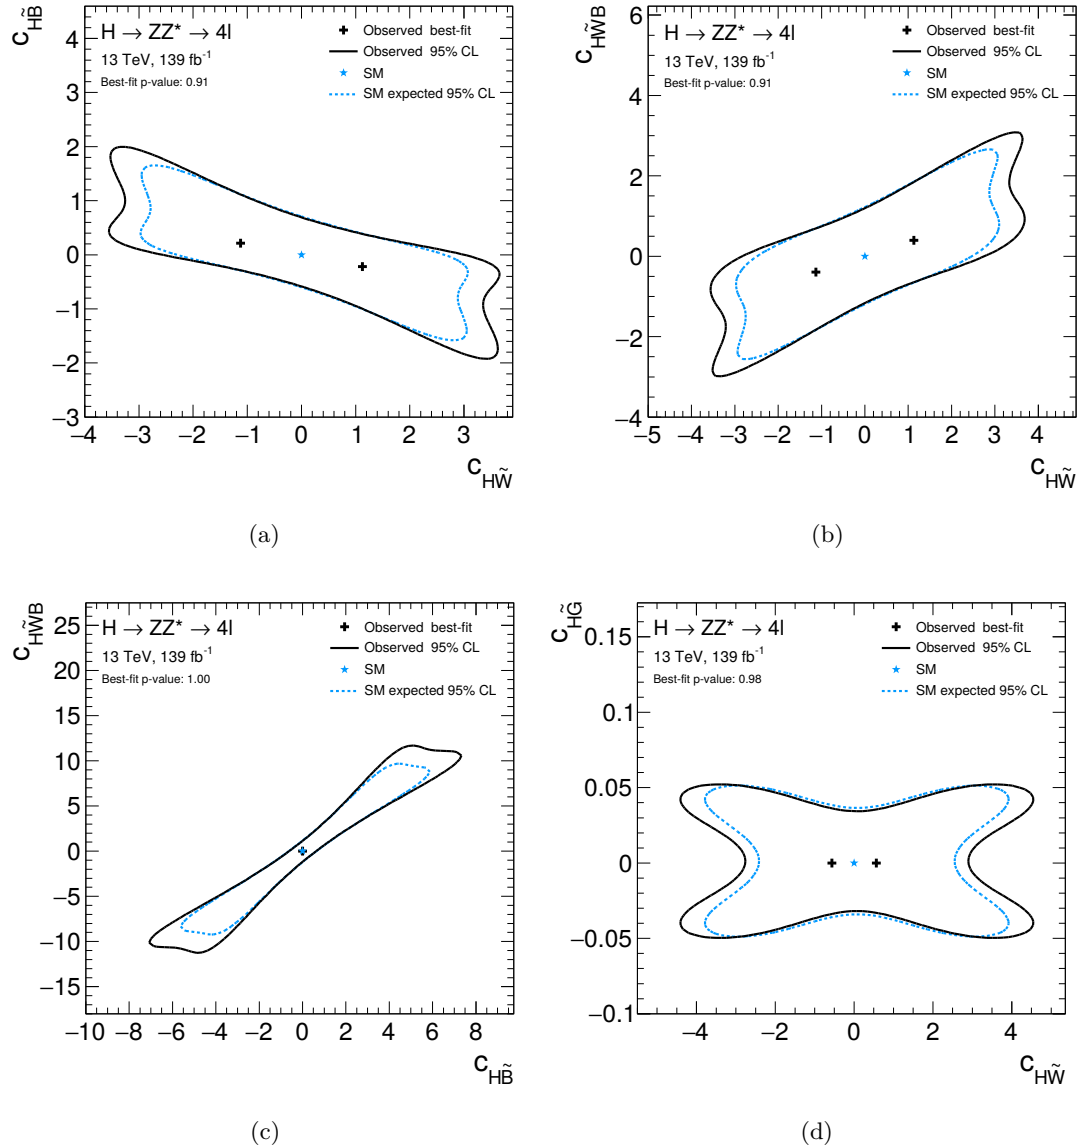 c_HB̃
4
3
2
1
0
−1
−2
−3
−4 −3 −2 −1 0 1 2 3
c_HW̃
H → ZZ* → 4l
13 TeV, 139 fb⁻¹
Best-fit p-value: 0.91
Observed best-fit
Observed 95% CL
SM
SM expected 95% CL
(a)
c_HW̃B
6
4
2
0
−2
−4
−5 −4 −3 −2 −1 0 1 2 3 4
c_HW̃
H → ZZ* → 4l
13 TeV, 139 fb⁻¹
Best-fit p-value: 0.91
Observed best-fit
Observed 95% CL
SM
SM expected 95% CL
(b)
c_HW̃B
25
20
15
10
5
0
−5
−10
−15
−10 −8 −6 −4 −2 0 2 4 6 8
c_HB̃
H → ZZ* → 4l
13 TeV, 139 fb⁻¹
Best-fit p-value: 1.00
Observed best-fit
Observed 95% CL
SM
SM expected 95% CL
(c)
c_HG̃
0.15
0.1
0.05
0
−0.05
−0.1
−4 −2 0 2 4
c_HW̃
H → ZZ* → 4l
13 TeV, 139 fb⁻¹
Best-fit p-value: 0.98
Observed best-fit
Observed 95% CL
SM
SM expected 95% CL
(d)